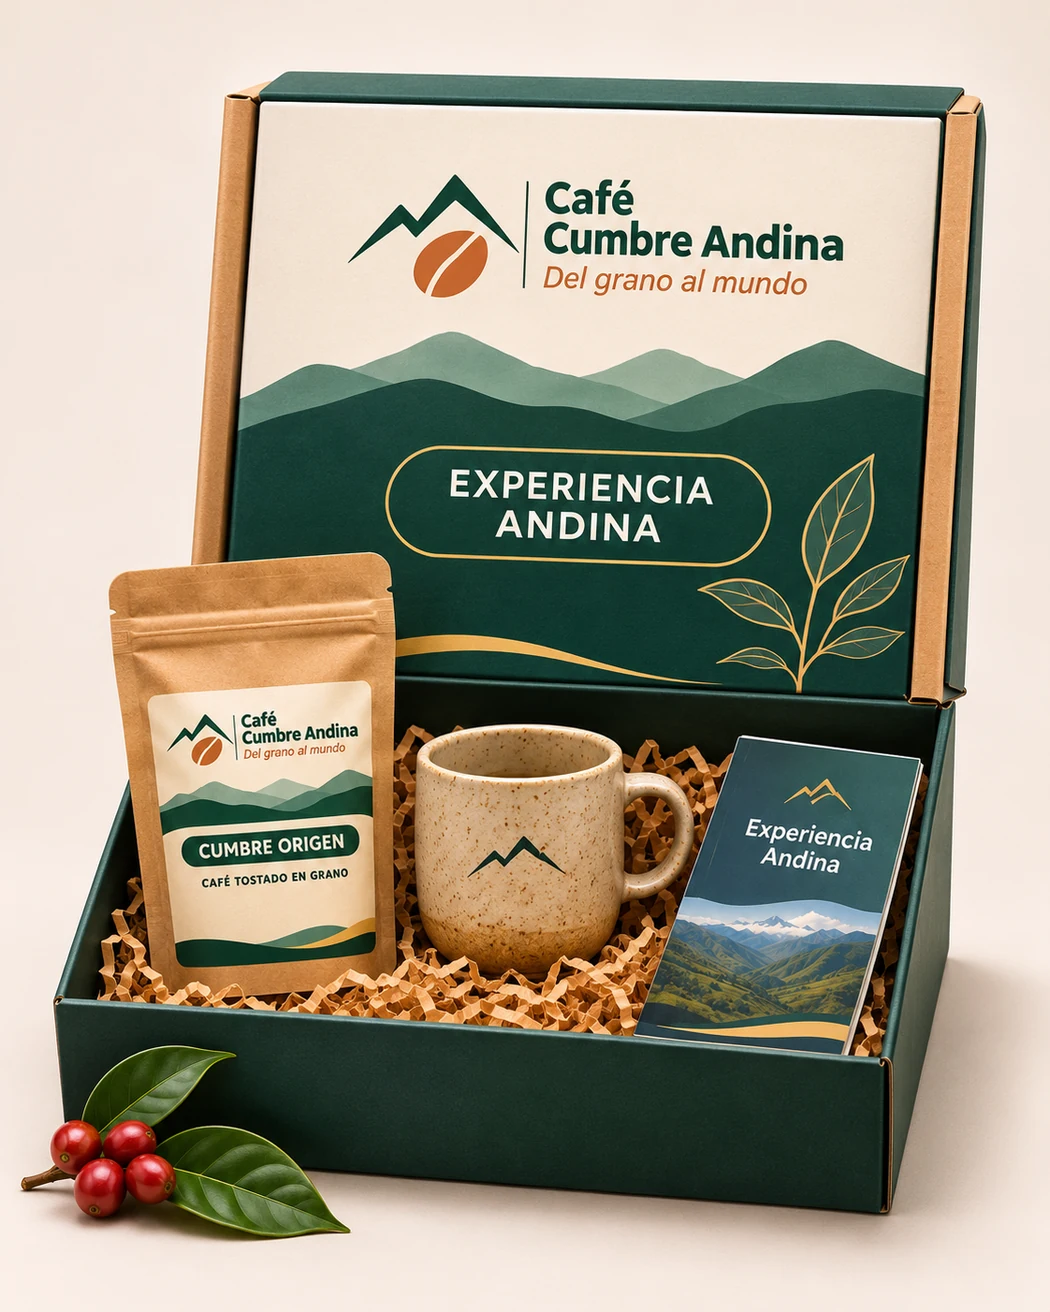 Café
Cumbre Andina
Del grano al mundo
EXPERIENCIA
ANDINA
Café
Cumbre Andina
Del grano al mundo
CUMBRE ORIGEN
CAFÉ TOSTADO EN GRANO
Experiencia
Andina